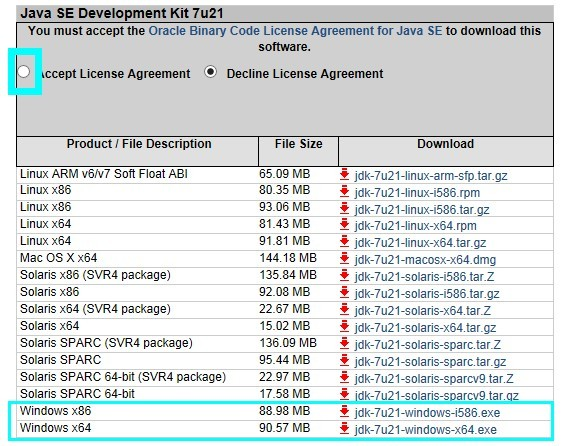 Java SE Development Kit 7u21
You must accept the Oracle Binary Code License Agreement for Java SE to download this
software.
Accept License Agreement Decline License Agreement
Product / File Description File Size Download
Linux ARM v6/v7 Soft Float ABI 65.09 MB jdk-7u21-linux-arm-sfp.tar.gz
Linux x86 80.35 MB jdk-7u21-linux-i586.rpm
Linux x86 93.06 MB jdk-7u21-linux-i586.tar.gz
Linux x64 81.43 MB jdk-7u21-linux-x64.rpm
Linux x64 91.81 MB jdk-7u21-linux-x64.tar.gz
Mac OS X x64 144.18 MB jdk-7u21-macosx-x64.dmg
Solaris x86 (SVR4 package) 135.84 MB jdk-7u21-solaris-i586.tar.Z
Solaris x86 92.08 MB jdk-7u21-solaris-i586.tar.gz
Solaris x64 (SVR4 package) 22.67 MB jdk-7u21-solaris-x64.tar.Z
Solaris x64 15.02 MB jdk-7u21-solaris-x64.tar.gz
Solaris SPARC (SVR4 package) 136.09 MB jdk-7u21-solaris-sparc.tar.Z
Solaris SPARC 95.44 MB jdk-7u21-solaris-sparc.tar.gz
Solaris SPARC 64-bit (SVR4 package) 22.97 MB jdk-7u21-solaris-sparcv9.tar.Z
Solaris SPARC 64-bit 17.58 MB jdk-7u21-solaris-sparcv9.tar.gz
Windows x86 88.98 MB jdk-7u21-windows-i586.exe
Windows x64 90.57 MB jdk-7u21-windows-x64.exe